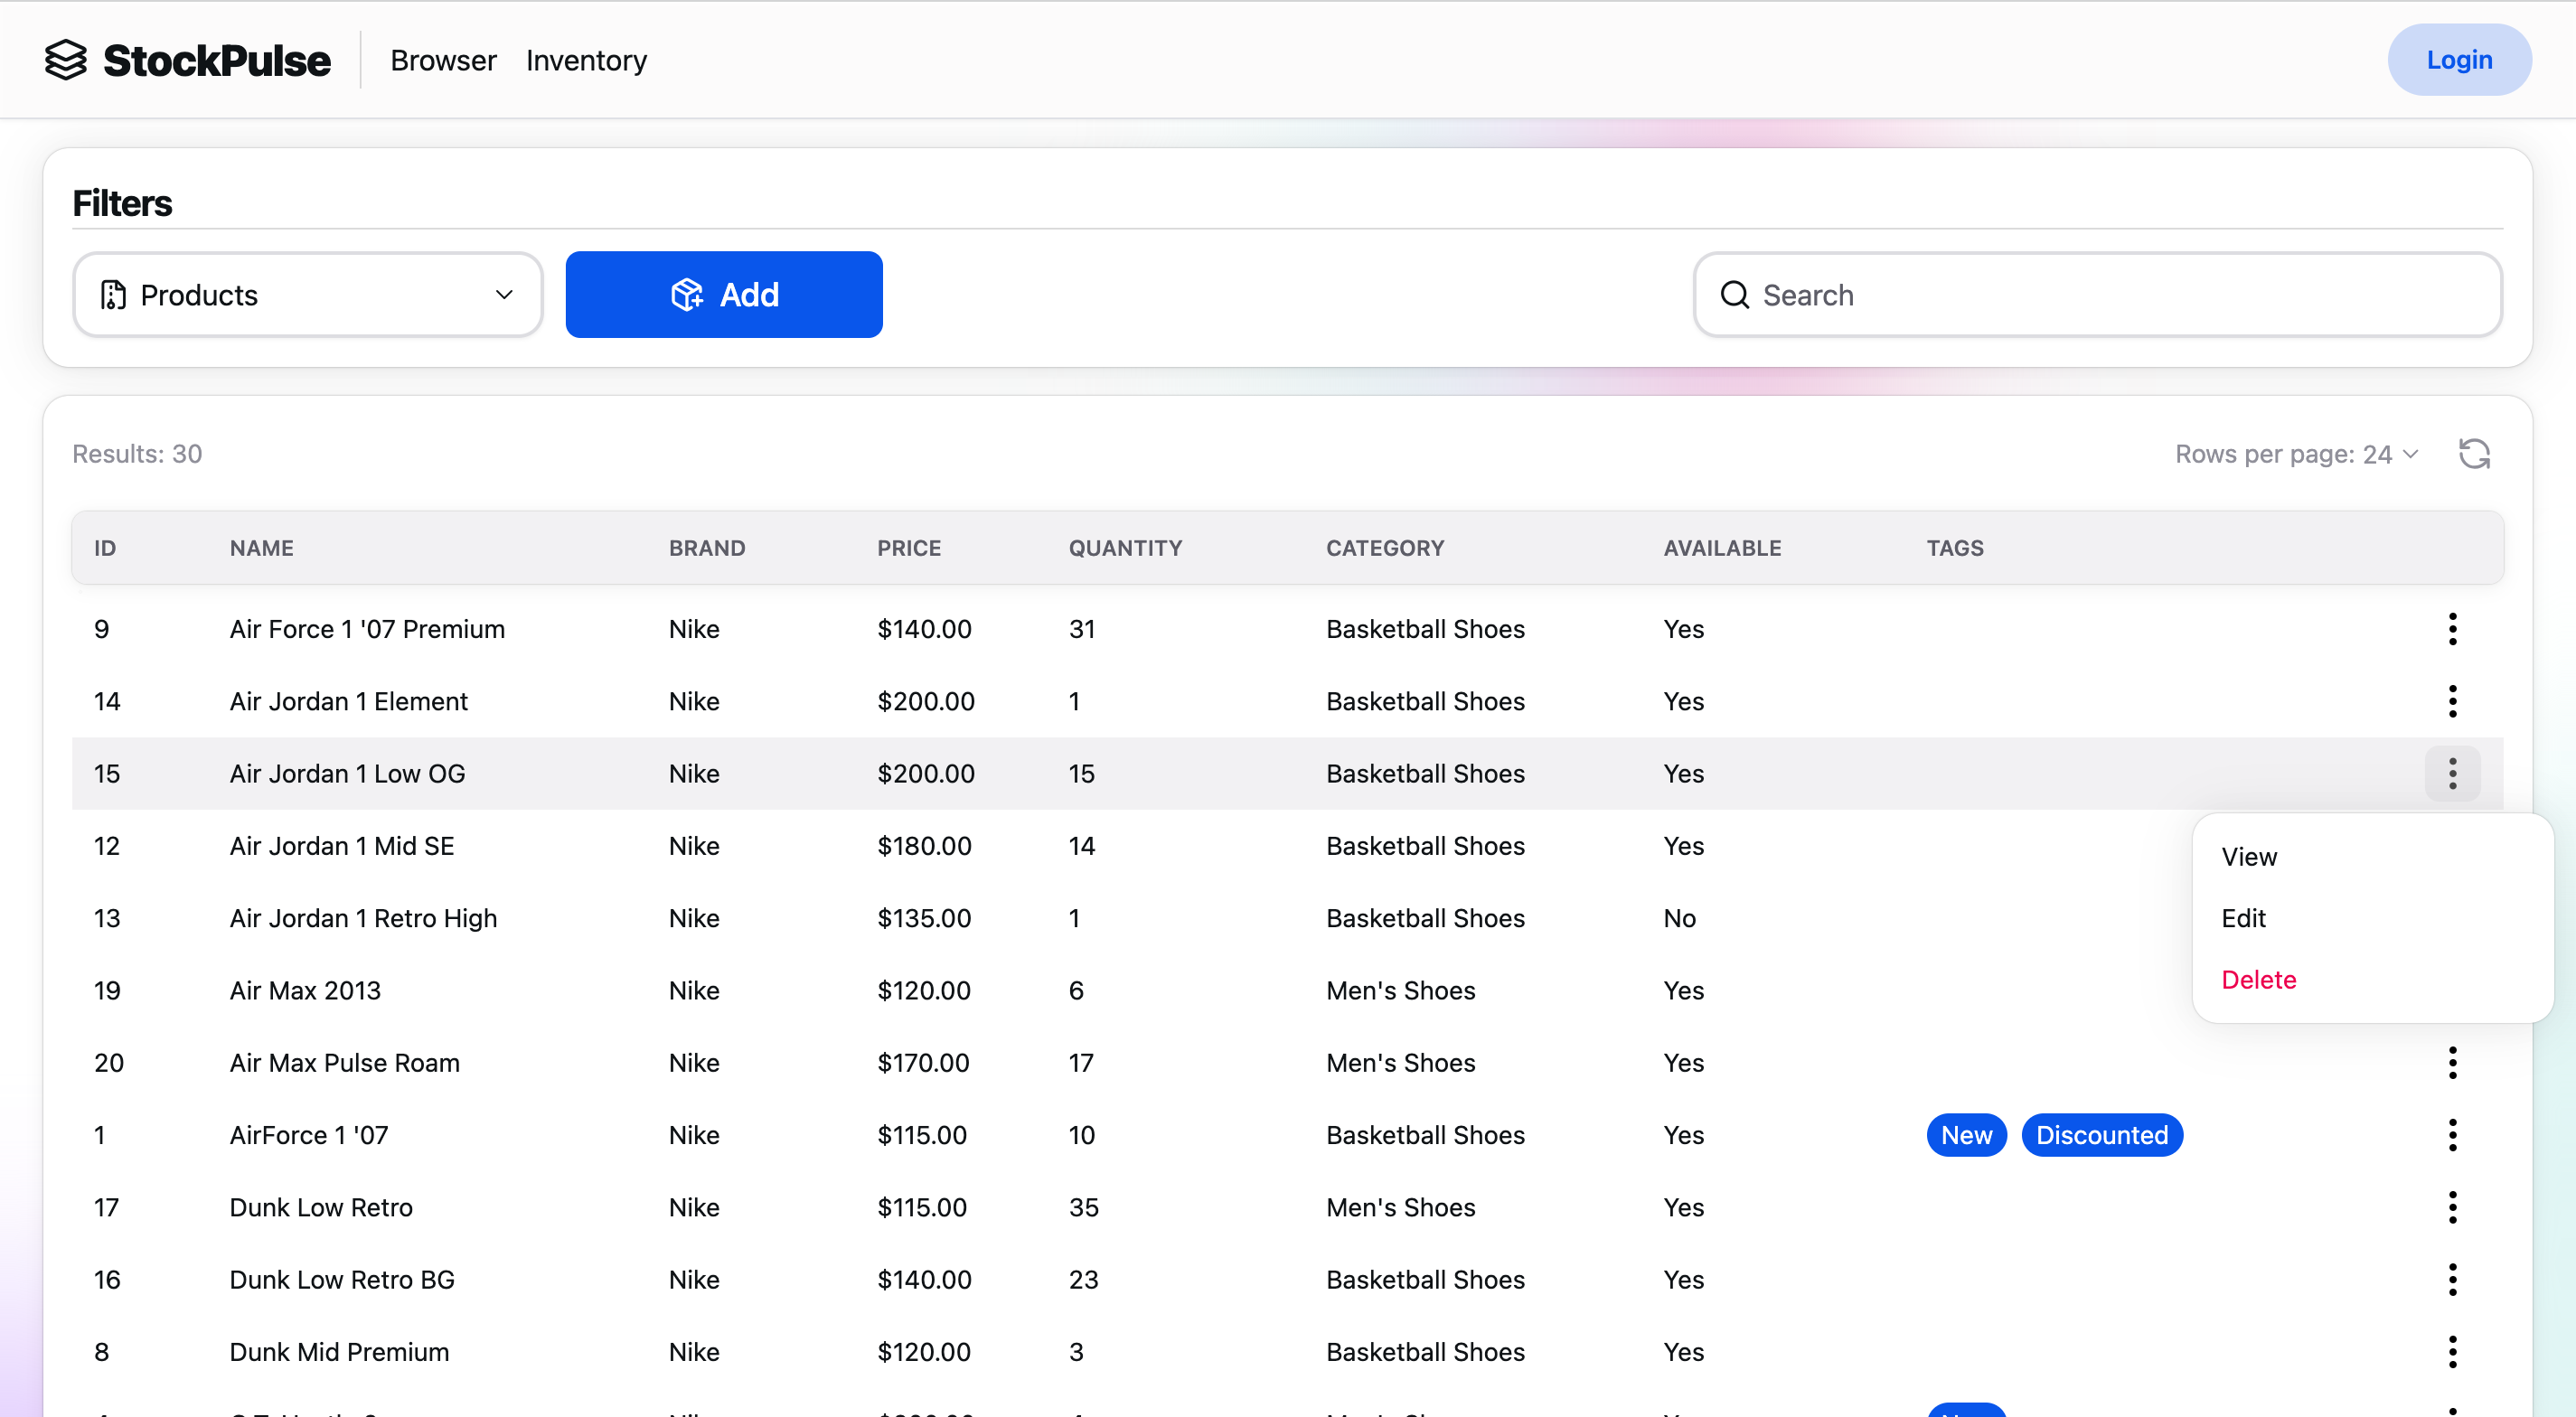 StockPulse Browser Inventory Login
Filters
Products Add Search
Results: 30 Rows per page: 24
ID NAME BRAND PRICE QUANTITY CATEGORY AVAILABLE TAGS
9 Air Force 1 '07 Premium Nike $140.00 31 Basketball Shoes Yes
14 Air Jordan 1 Element Nike $200.00 1 Basketball Shoes Yes
15 Air Jordan 1 Low OG Nike $200.00 15 Basketball Shoes Yes
12 Air Jordan 1 Mid SE Nike $180.00 14 Basketball Shoes Yes
View
13 Air Jordan 1 Retro High Nike $135.00 1 Basketball Shoes No
Edit
19 Air Max 2013 Nike $120.00 6 Men's Shoes Yes
Delete
20 Air Max Pulse Roam Nike $170.00 17 Men's Shoes Yes
1 AirForce 1 '07 Nike $115.00 10 Basketball Shoes Yes New Discounted
17 Dunk Low Retro Nike $115.00 35 Men's Shoes Yes
16 Dunk Low Retro BG Nike $140.00 23 Basketball Shoes Yes
8 Dunk Mid Premium Nike $120.00 3 Basketball Shoes Yes